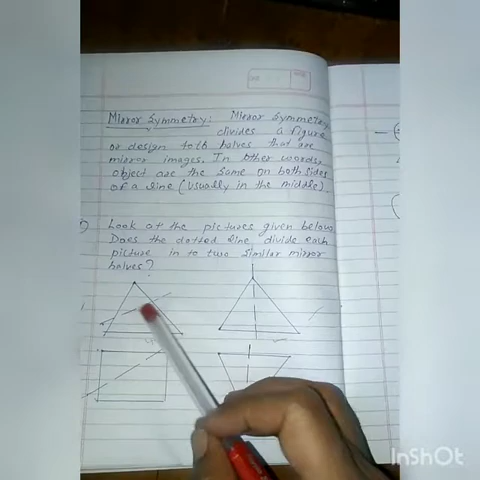 Mirror Symmetry: Mirror Symmetry
divides a figure
or design into halves that are
mirror images. In other words,
object are the same on both sides
of a line (usually in the middle).
Look at the pictures given below
Does the dotted line divide each
picture in to two similar mirror
halves?
InShOt